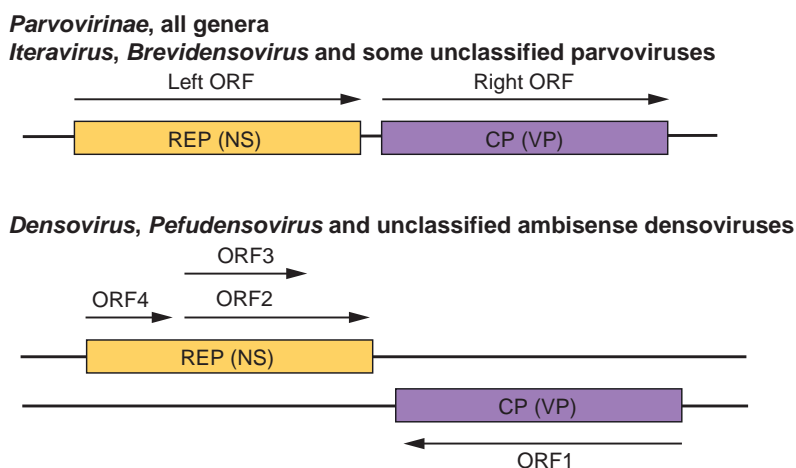 Parvovirinae, all genera
Iteravirus, Brevidensovirus and some unclassified parvoviruses
Left ORF Right ORF
REP (NS) CP (VP)
Densovirus, Pefudensovirus and unclassified ambisense densoviruses
ORF3
ORF4 ORF2
REP (NS)
CP (VP)
ORF1